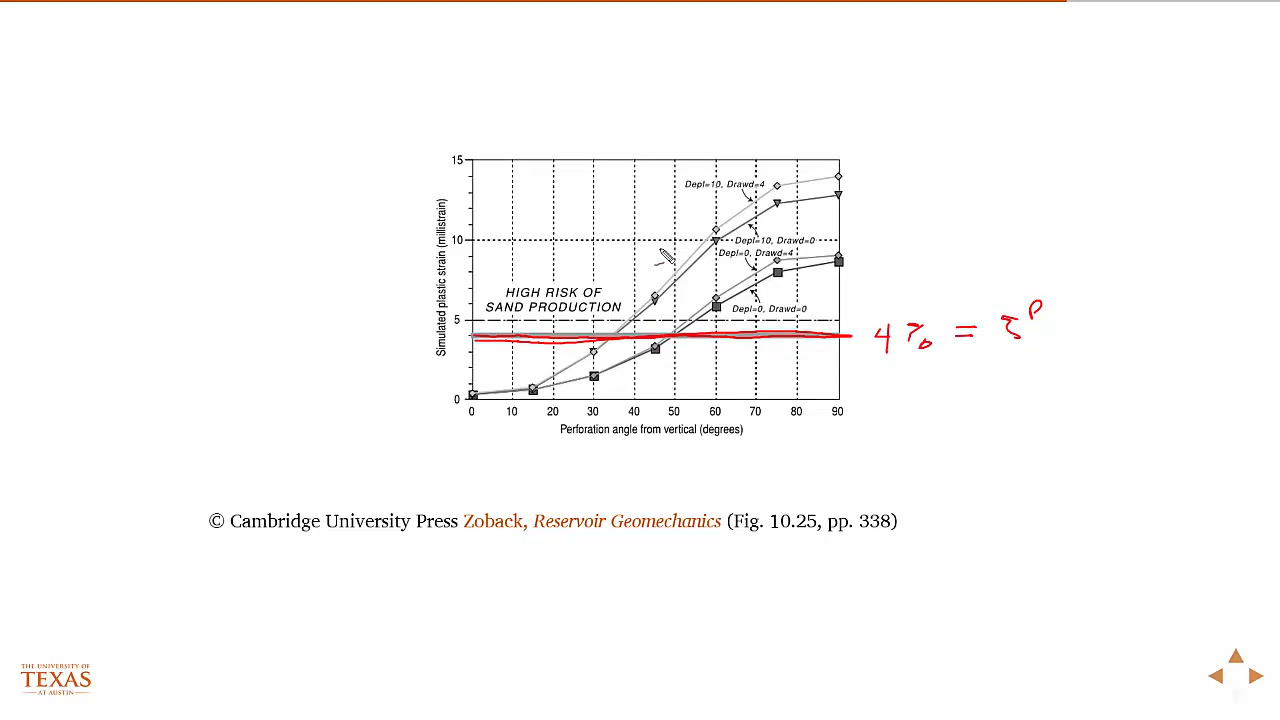 15
Depl=10, Drawd=4
10
Depl=10, Drawd=0
Depl=0, Drawd=4
HIGH RISK OF
SAND PRODUCTION
Depl=0, Drawd=0
5
4 % =
0
Simulated plastic strain (millistrain)
0 10 20 30 40 50 60 70 80 90
Perforation angle from vertical (degrees)
© Cambridge University Press Zoback, Reservoir Geomechanics (Fig. 10.25, pp. 338)
THE UNIVERSITY OF
TEXAS
AT AUSTIN